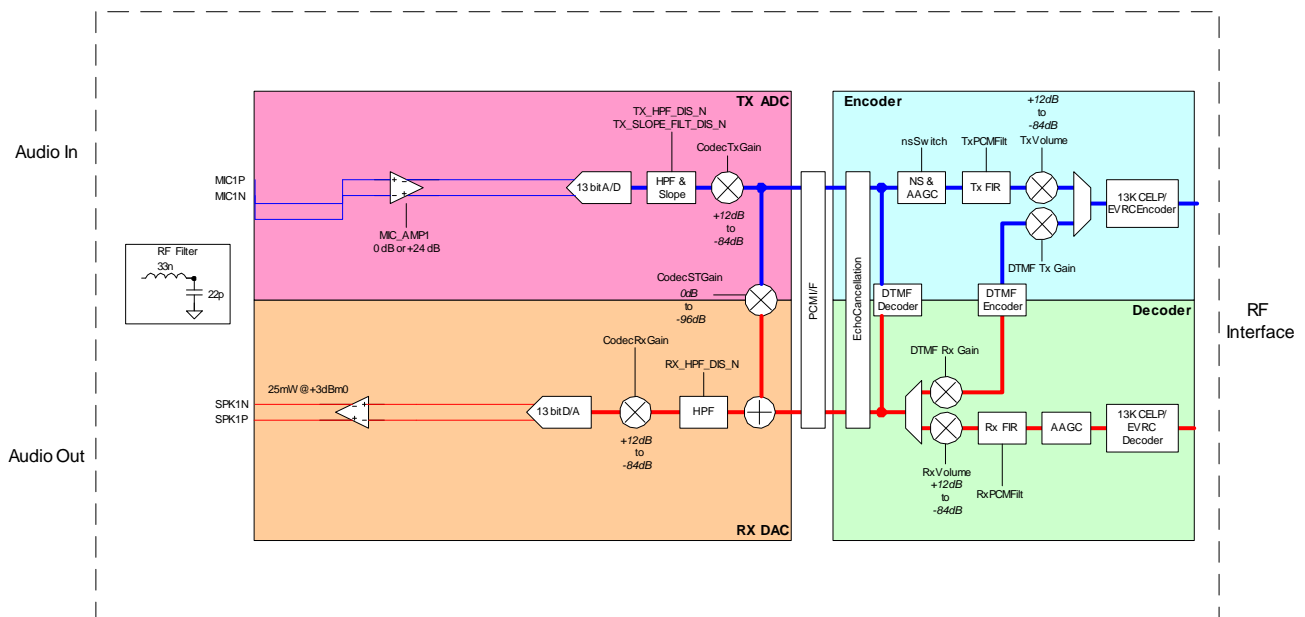 Audio In
Audio Out
RF
Interface
TX ADC
TX_HPF_DIS_N
TX_SLOPE_FILT_DIS_N
CodecTxGain
MIC1P
MIC1N
13 bit A/D
HPF &
Slope
+12dB
to
-84dB
MIC_AMP1
0 dB or +24 dB
RF Filter
33n
22p
CodecSTGain
0dB
to
-96dB
PCM I/F
EchoCancellation
Encoder
+12dB
to
-84dB
TxVolume
nsSwitch
TxPCMFilt
NS &
AAGC
Tx FIR
13K CELP/
EVRCEncoder
DTMF Tx Gain
DTMF
Decoder
DTMF
Encoder
Decoder
CodecRxGain
RX_HPF_DIS_N
25mW @+3dBm0
SPK1N
SPK1P
13 bit D/A
HPF
+12dB
to
-84dB
RX DAC
DTMF Rx Gain
Rx FIR
AAGC
13K CELP/
EVRC
Decoder
RxVolume
+12dB
to
-84dB
RxPCMFilt